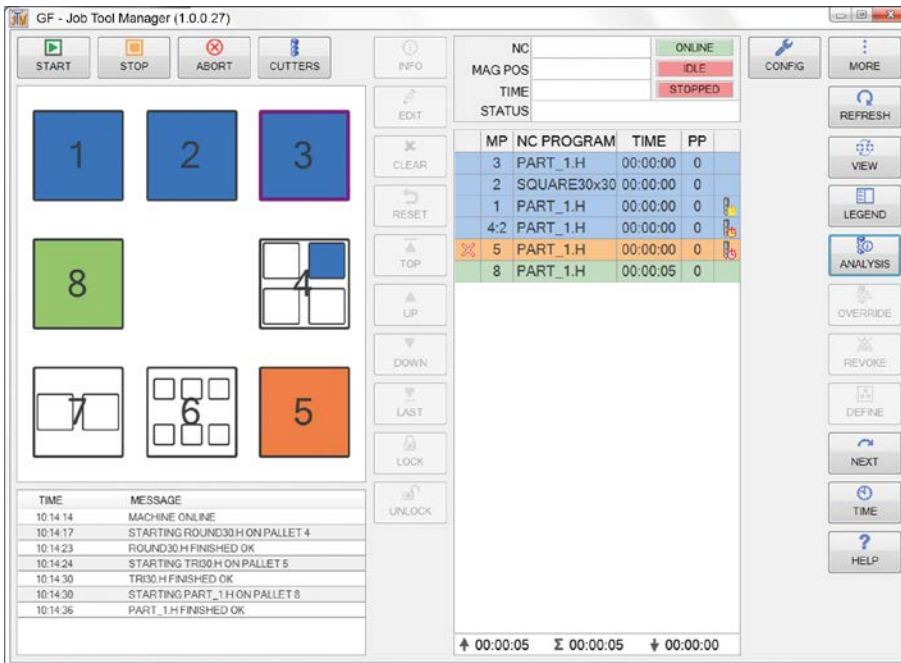 GF - Job Tool Manager (1.0.0.27)
START STOP ABORT CUTTERS
INFO
EDIT
CLEAR
RESET
TOP
UP
DOWN
LAST
LOCK
UNLOCK
NC ONLINE
MAG POS IDLE
TIME STOPPED
STATUS
CONFIG
MORE
REFRESH
VIEW
LEGEND
ANALYSIS
OVERRIDE
REVOKE
DEFINE
NEXT
TIME
HELP
1 2 3
8 4
7 6 5
MP NC PROGRAM TIME PP
3 PART_1.H 00:00:00 0
2 SQUARE30x30 00:00:00 0
1 PART_1.H 00:00:00 0
4:2 PART_1.H 00:00:00 0
5 PART_1.H 00:00:00 0
8 PART_1.H 00:00:05 0
TIME MESSAGE
10:14:14 MACHINE ONLINE
10:14:17 STARTING ROUND30.H ON PALLET 4
10:14:23 ROUND30.H FINISHED OK
10:14:24 STARTING TRI30.H ON PALLET 5
10:14:30 TRI30.H FINISHED OK
10:14:30 STARTING PART_1.H ON PALLET 8
10:14:36 PART_1.H FINISHED OK
00:00:05 Σ 00:00:05 00:00:00